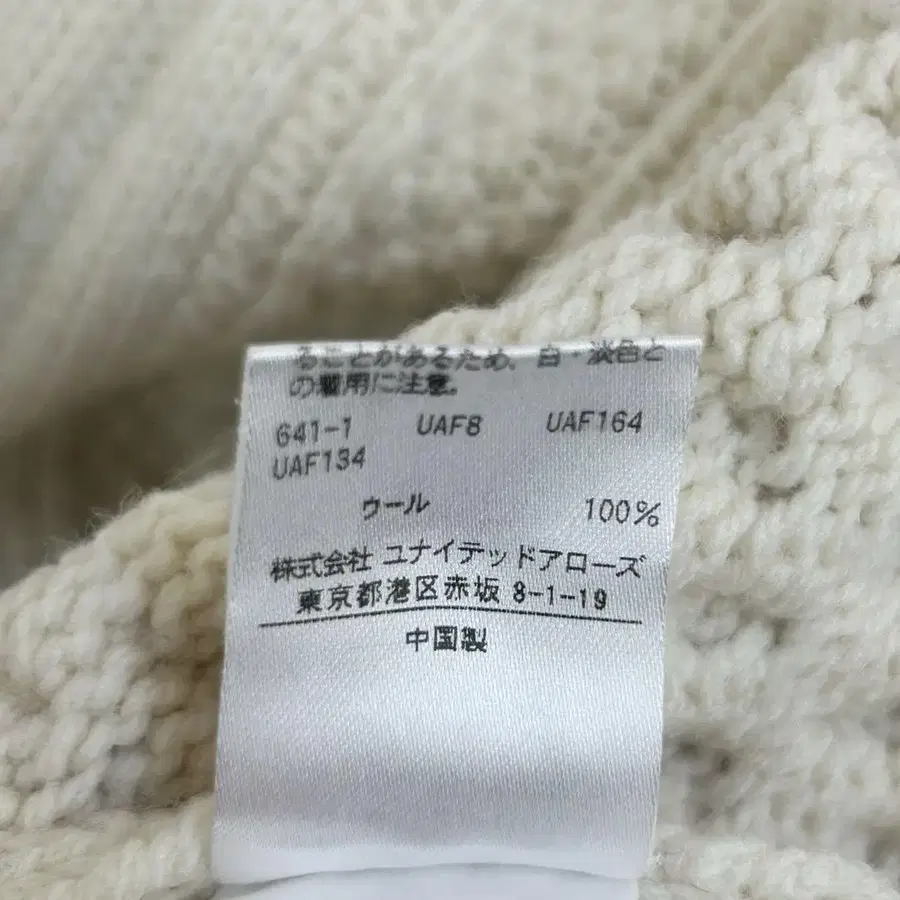 ることがあるため、白・淡色と
の着用に注意。
641-1 UAF8 UAF164
UAF134
ウール 100%
株式会社 ユナイテッドアローズ
東京都港区赤坂 8-1-19
中国製